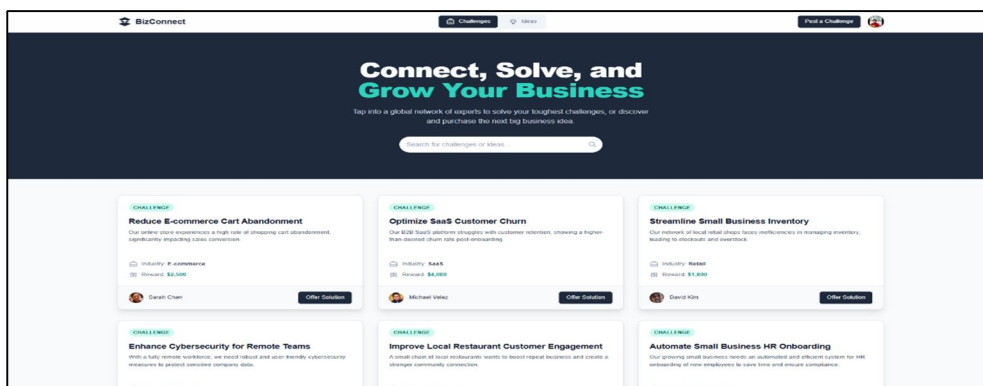 BizConnect
Challenges
Ideas
Post a Challenge
Connect, Solve, and
Grow Your Business
Tap into a global network of experts to solve your toughest challenges, or discover
and purchase the next big business idea.
Search for challenges or ideas...
CHALLENGE
Reduce E-commerce Cart Abandonment
Our online store experiences a high rate of shopping cart abandonment,
significantly impacting sales conversion.
Industry: E-commerce
Reward: $2,500
Sarah Chen
Offer Solution
CHALLENGE
Optimize SaaS Customer Churn
Our B2B SaaS platform struggles with customer retention, showing a higher-
than-desired churn rate post-onboarding.
Industry: SaaS
Reward: $4,000
Michael Velez
Offer Solution
CHALLENGE
Streamline Small Business Inventory
Our network of local retail shops faces inefficiencies in managing inventory,
leading to stockouts and overstock.
Industry: Retail
Reward:
David Kim
Offer Solution
CHALLENGE
Enhance Cybersecurity for Remote Teams
With a fully remote workforce, we need robust and user-friendly cybersecurity
measures to protect sensitive company data.
CHALLENGE
Improve Local Restaurant Customer Engagement
A small chain of local restaurants wants to boost repeat business and create a
stronger community connection.
CHALLENGE
Automate Small Business HR Onboarding
Our growing small business needs an automated and efficient system for HR
onboarding of new employees to save time and ensure compliance.